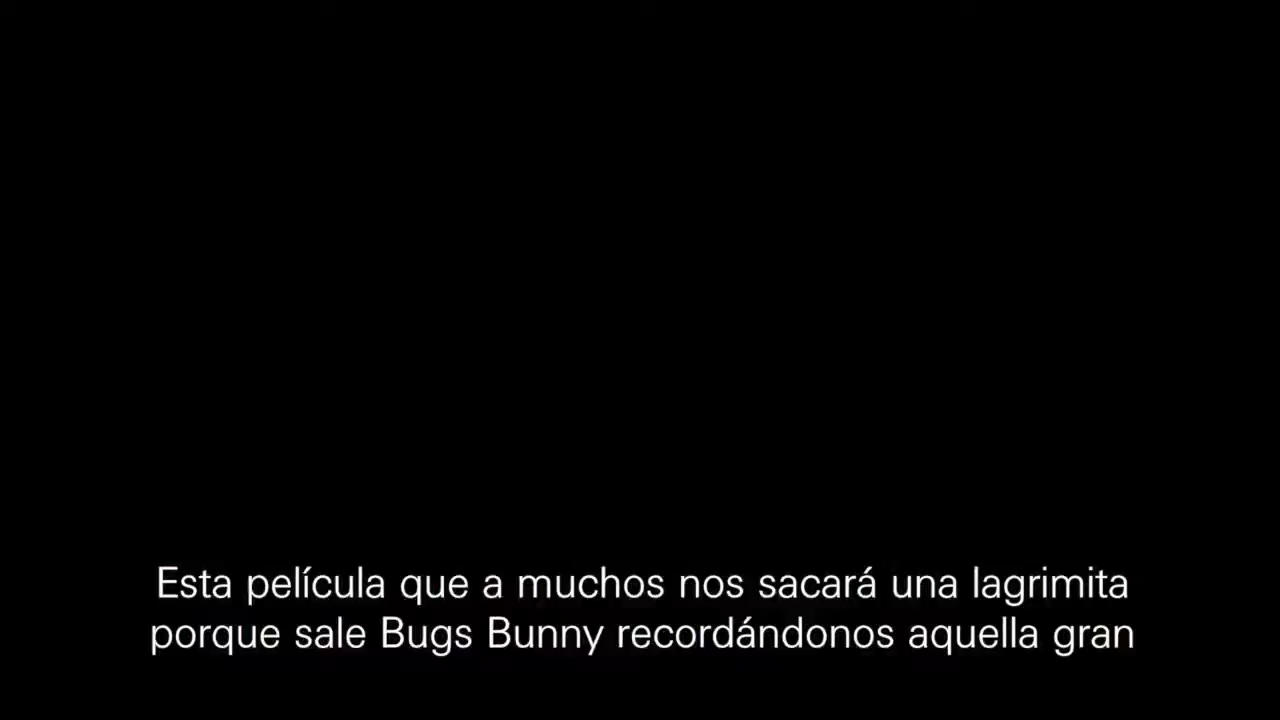 Esta película que a muchos nos sacará una lagrimita
porque sale Bugs Bunny recordándonos aquella gran